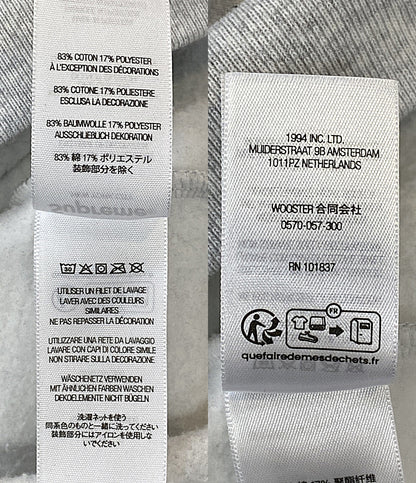 83% COTON 17% POLYESTER
À L'EXCEPTION DES DÉCORATIONS
83% COTONE 17% POLIESTERE
ESCLUSA LA DECORAZIONE
83% BAUMWOLLE 17% POLYESTER
AUSSCHLIEBLICH DEKORATION
83% 綿 17% ポリエステル
装飾部分を除く
Supreme
30
UTILISER UN FILET DE LAVAGE
LAVER AVEC DES COULEURS
SIMILAIRES
NE PAS REPASSER LA DÉCORATION
UTILIZZARE UNA RETE DA LAVAGGIO
LAVARE CON CAPI DI COLORE SIMILE
NON STIRARE SULLA DECORAZIONE
WÄSCHENETZ VERWENDEN
MIT ÄHNLICHEN FARBEN WASCHEN
DEKOELEMENTE NICHT BÜGELN
洗濯ネットを使う
同系色のものと一緒に洗ってください
装飾部分にはアイロンを使用しな
いでください
1994 INC. LTD.
MUIDERSTRAAT 9B AMSTERDAM
1011PZ NETHERLANDS
WOOSTER 合同会社
0570-057-300
RN 101837
FR
quefairedemesdechets.fr